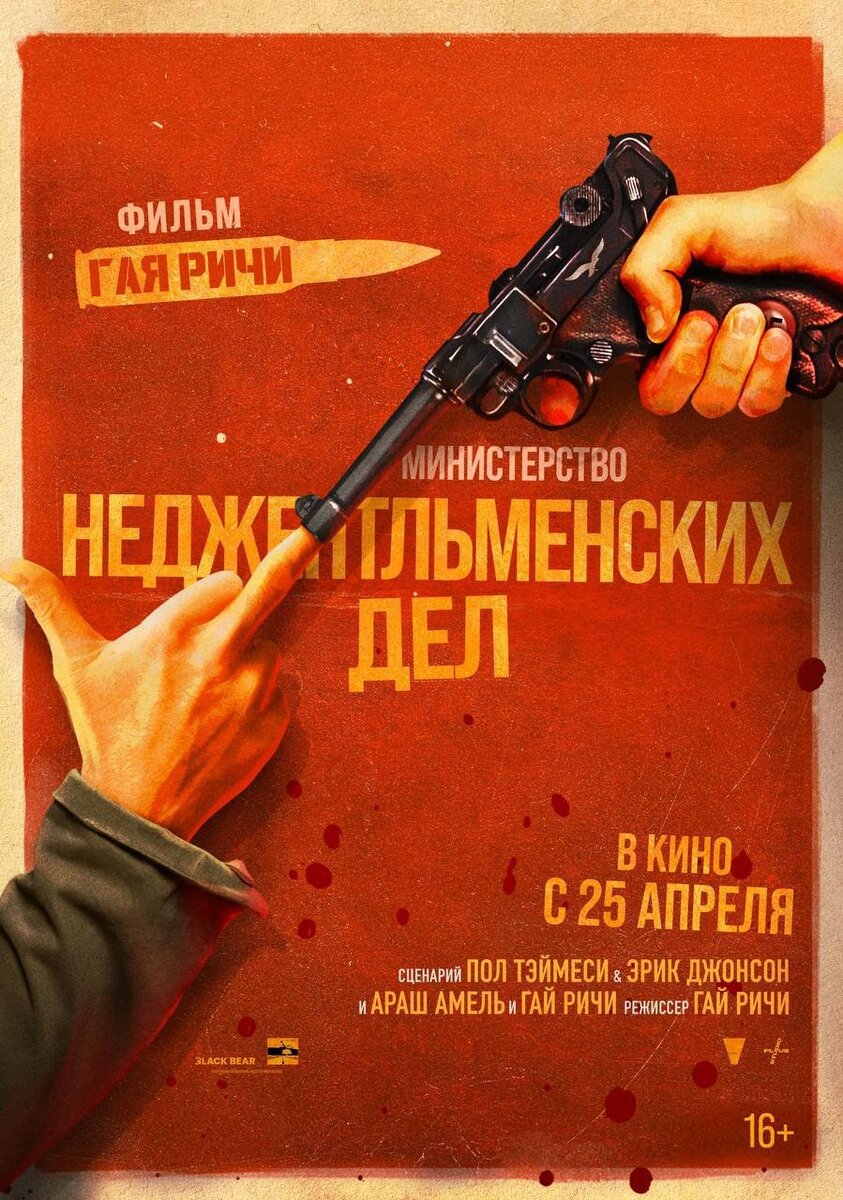 ФИЛЬМ
ГАЯ РИЧИ
МИНИСТЕРСТВО
НЕДЖЕНТЛЬМЕНСКИХ
ДЕЛ
В КИНО
С 25 АПРЕЛЯ
СЦЕНАРИЙ ПОЛ ТЭЙМЕСИ & ЭРИК ДЖОНСОН
И АРАШ АМЕЛЬ И ГАЙ РИЧИ РЕЖИССЕР ГАЙ РИЧИ
BLACK BEAR
16+